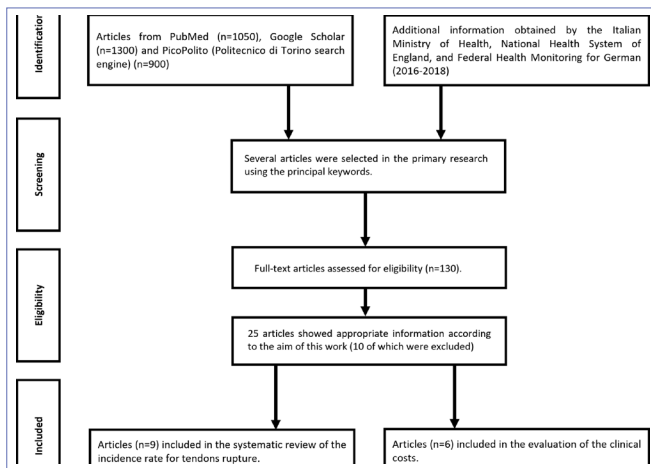 Identification
Articles from PubMed (n=1050), Google Scholar
(n=1300) and PicoPolito (Politecnico di Torino search
engine) (n=900)
Additional information obtained by the Italian
Ministry of Health, National Health System of
England, and Federal Health Monitoring for German
(2016-2018)
Screening
Several articles were selected in the primary research
using the principal keywords.
Eligibility
Full-text articles assessed for eligibility (n=130).
25 articles showed appropriate information according
to the aim of this work (10 of which were excluded)
Included
Articles (n=9) included in the systematic review of the
incidence rate for tendons rupture.
Articles (n=6) included in the evaluation of the clinical
costs.